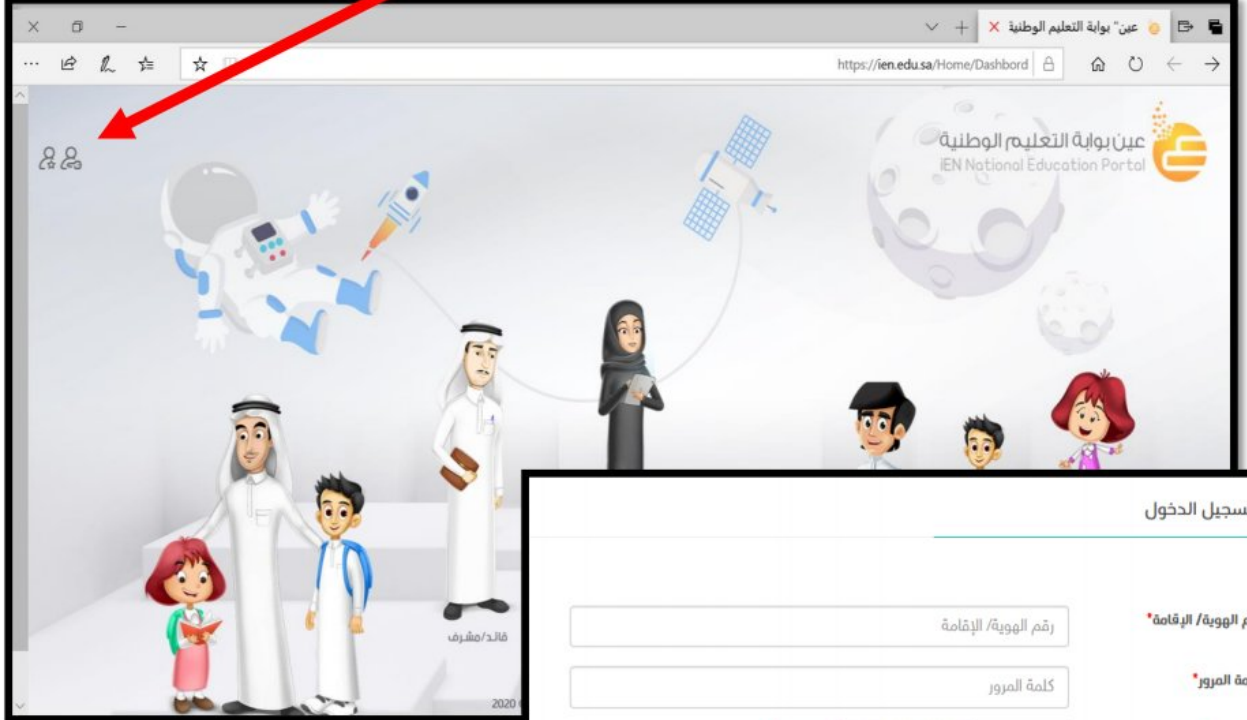 عين" بوابة التعليم الوطنية
https://ien.edu.sa/Home/Dashbord
عين بوابة التعليم الوطنية
iEN National Education Portal
قائد/مشرف
2020
سجيل الدخول
م الهوية/ الإقامة*
رقم الهوية/ الإقامة
مة المرور*
كلمة المرور